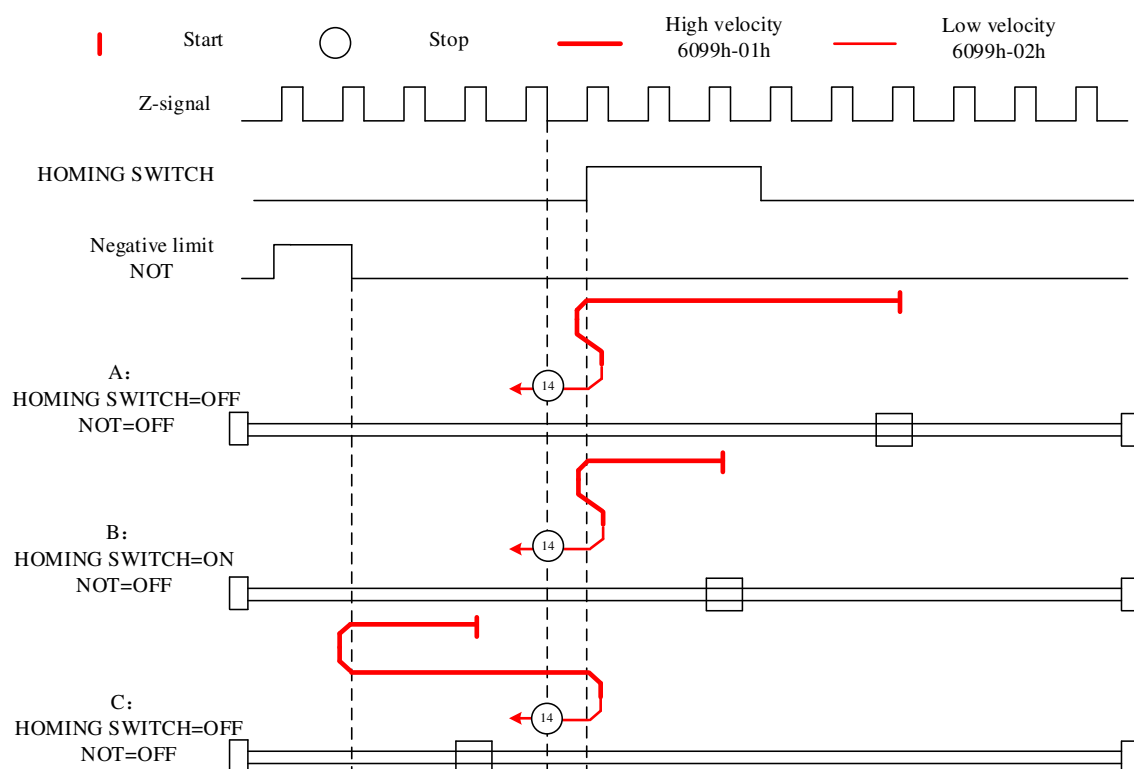 Start
Stop
High velocity
6099h-01h
Low velocity
6099h-02h
Z-signal
HOMING SWITCH
Negative limit
NOT
A：
HOMING SWITCH=OFF
NOT=OFF
14
B：
HOMING SWITCH=ON
NOT=OFF
14
C：
HOMING SWITCH=OFF
NOT=OFF
14